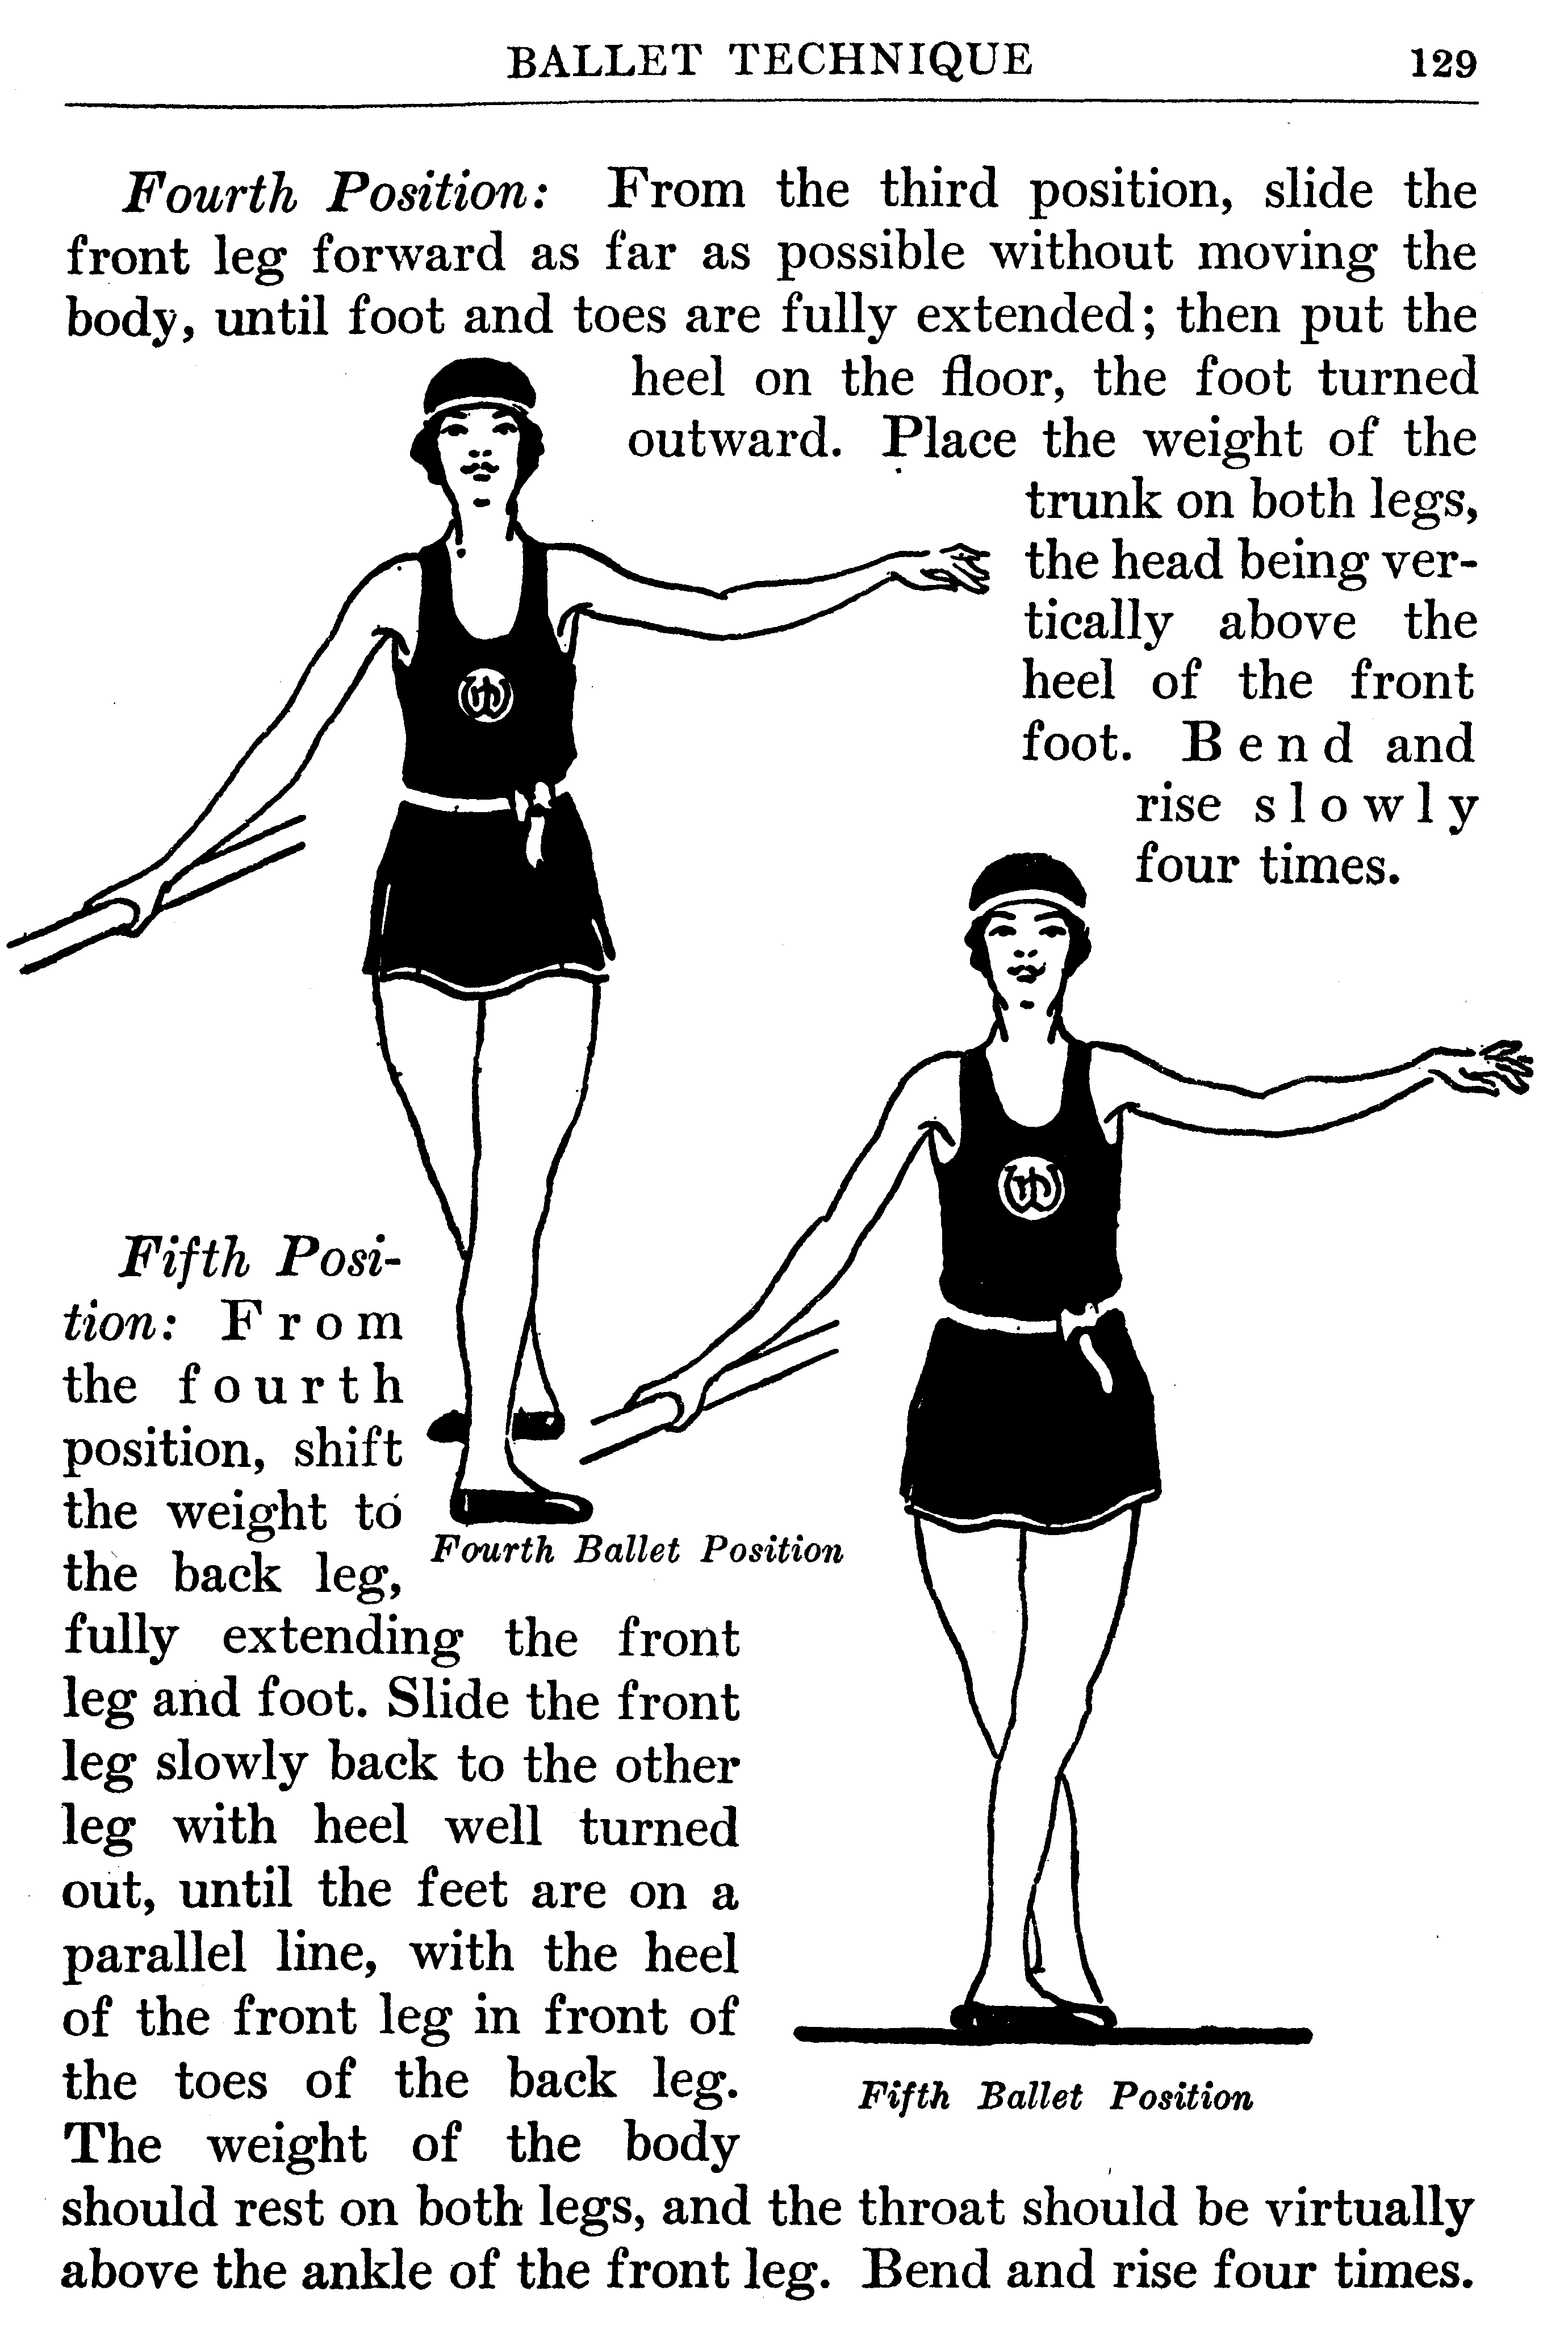 BALLET TECHNIQUE 129
Fourth Position: From the third position, slide the
front leg forward as far as possible without moving the
body, until foot and toes are fully extended; then put the
heel on the floor, the foot turned
outward. Place the weight of the
trunk on both legs,
the head being ver-
tically above the
heel of the front
foot. Bend and
rise slowly
four times.
Fifth Posi-
tion: From
the fourth
position, shift
the weight to
the back leg,
Fourth Ballet Position
fully extending the front
leg and foot. Slide the front
leg slowly back to the other
leg with heel well turned
out, until the feet are on a
parallel line, with the heel
of the front leg in front of
the toes of the back leg.
Fifth Ballet Position
The weight of the body
should rest on both legs, and the throat should be virtually
above the ankle of the front leg. Bend and rise four times.